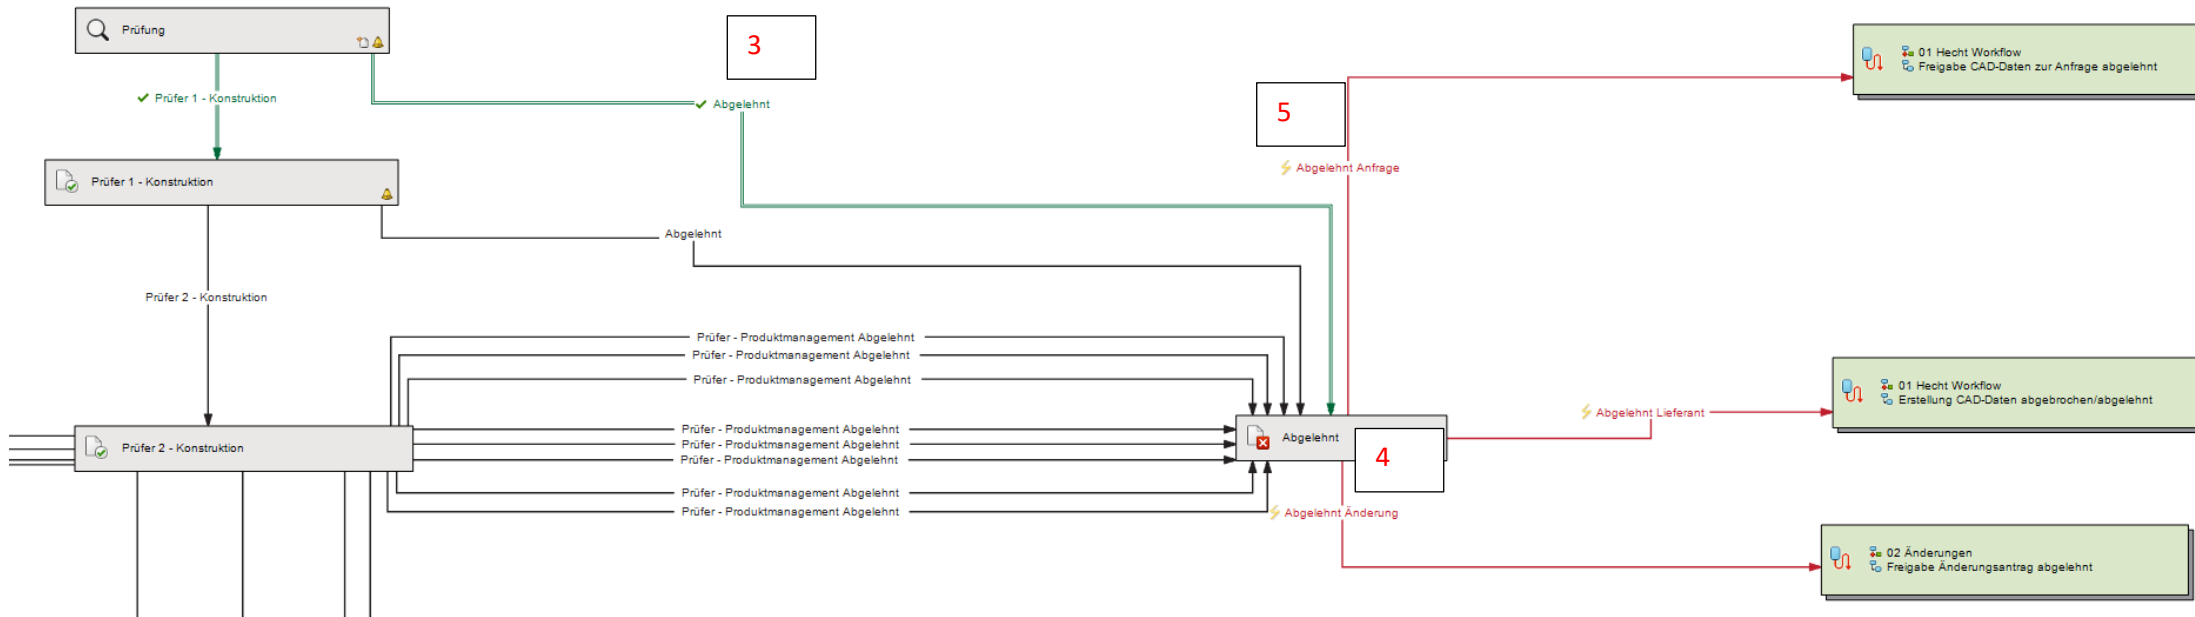 Prüfung
3
01 Hecht Workflow
Freigabe CAD-Daten zur Anfrage abgelehnt
Prüfer 1 - Konstruktion
Abgelehnt
5
Abgelehnt Anfrage
Prüfer 1 - Konstruktion
Abgelehnt
Prüfer 2 - Konstruktion
Prüfer - Produktmanagement Abgelehnt
Prüfer - Produktmanagement Abgelehnt
Prüfer - Produktmanagement Abgelehnt
01 Hecht Workflow
Erstellung CAD-Daten abgebrochen/abgelehnt
Abgelehnt Lieferant
Prüfer - Produktmanagement Abgelehnt
Prüfer - Produktmanagement Abgelehnt
Prüfer - Produktmanagement Abgelehnt
Prüfer 2 - Konstruktion
Abgelehnt
4
Prüfer - Produktmanagement Abgelehnt
Prüfer - Produktmanagement Abgelehnt
Abgelehnt Änderung
02 Änderungen
Freigabe Änderungsantrag abgelehnt